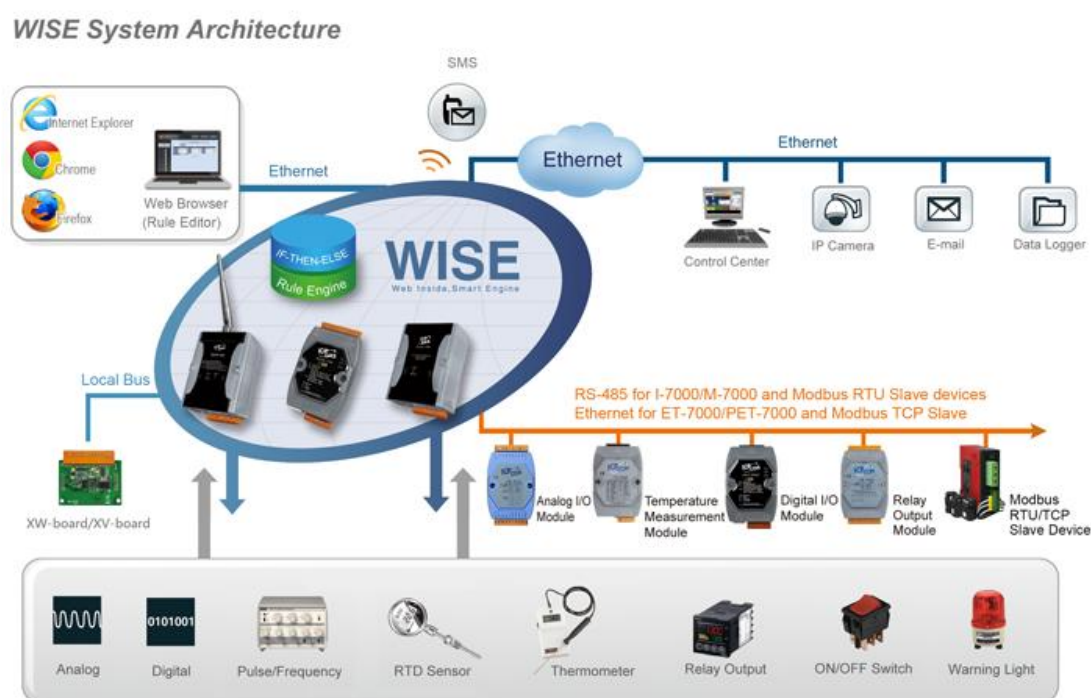 WISE System Architecture
SMS
Internet Explorer
Chrome
Firefox
Web Browser
(Rule Editor)
Ethernet
Ethernet
Ethernet
Control Center
IP Camera
E-mail
Data Logger
IF-THEN-ELSE
Rule Engine
WISE
Web Inside,Smart Engine
Local Bus
XW-board/XV-board
RS-485 for I-7000/M-7000 and Modbus RTU Slave devices
Ethernet for ET-7000/PET-7000 and Modbus TCP Slave
Analog I/O
Module
Temperature
Measurement
Module
Digital I/O
Module
Relay
Output
Module
Modbus
RTU/TCP
Slave Device
0101001
Analog
Digital
Pulse/Frequency
RTD Sensor
Thermometer
Relay Output
ON/OFF Switch
Warning Light